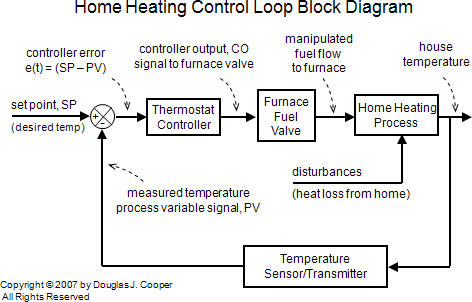 Home Heating Control Loop Block Diagram
controller error
e(t) = (SP – PV)
controller output, CO
signal to furnace valve
manipulated
fuel flow
to furnace
house
temperature
set point, SP
(desired temp)
+
–
Thermostat
Controller
Furnace
Fuel
Valve
Home Heating
Process
measured temperature
process variable signal, PV
disturbances
(heat loss from home)
Temperature
Sensor/Transmitter
Copyright © 2007 by Douglas J. Cooper
All Rights Reserved